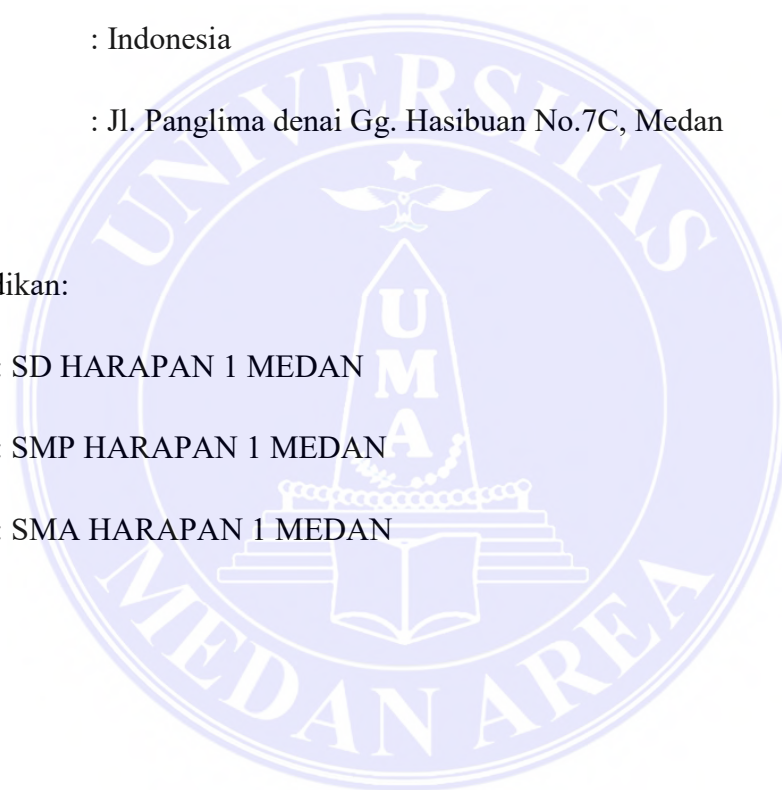 : Indonesia
: Jl. Panglima denai Gg. Hasibuan No.7C, Medan
UNIVERSITAS
dikan:
UMA
: SD HARAPAN 1 MEDAN
: SMP HARAPAN 1 MEDAN
: SMA HARAPAN 1 MEDAN
MEDAN AREA